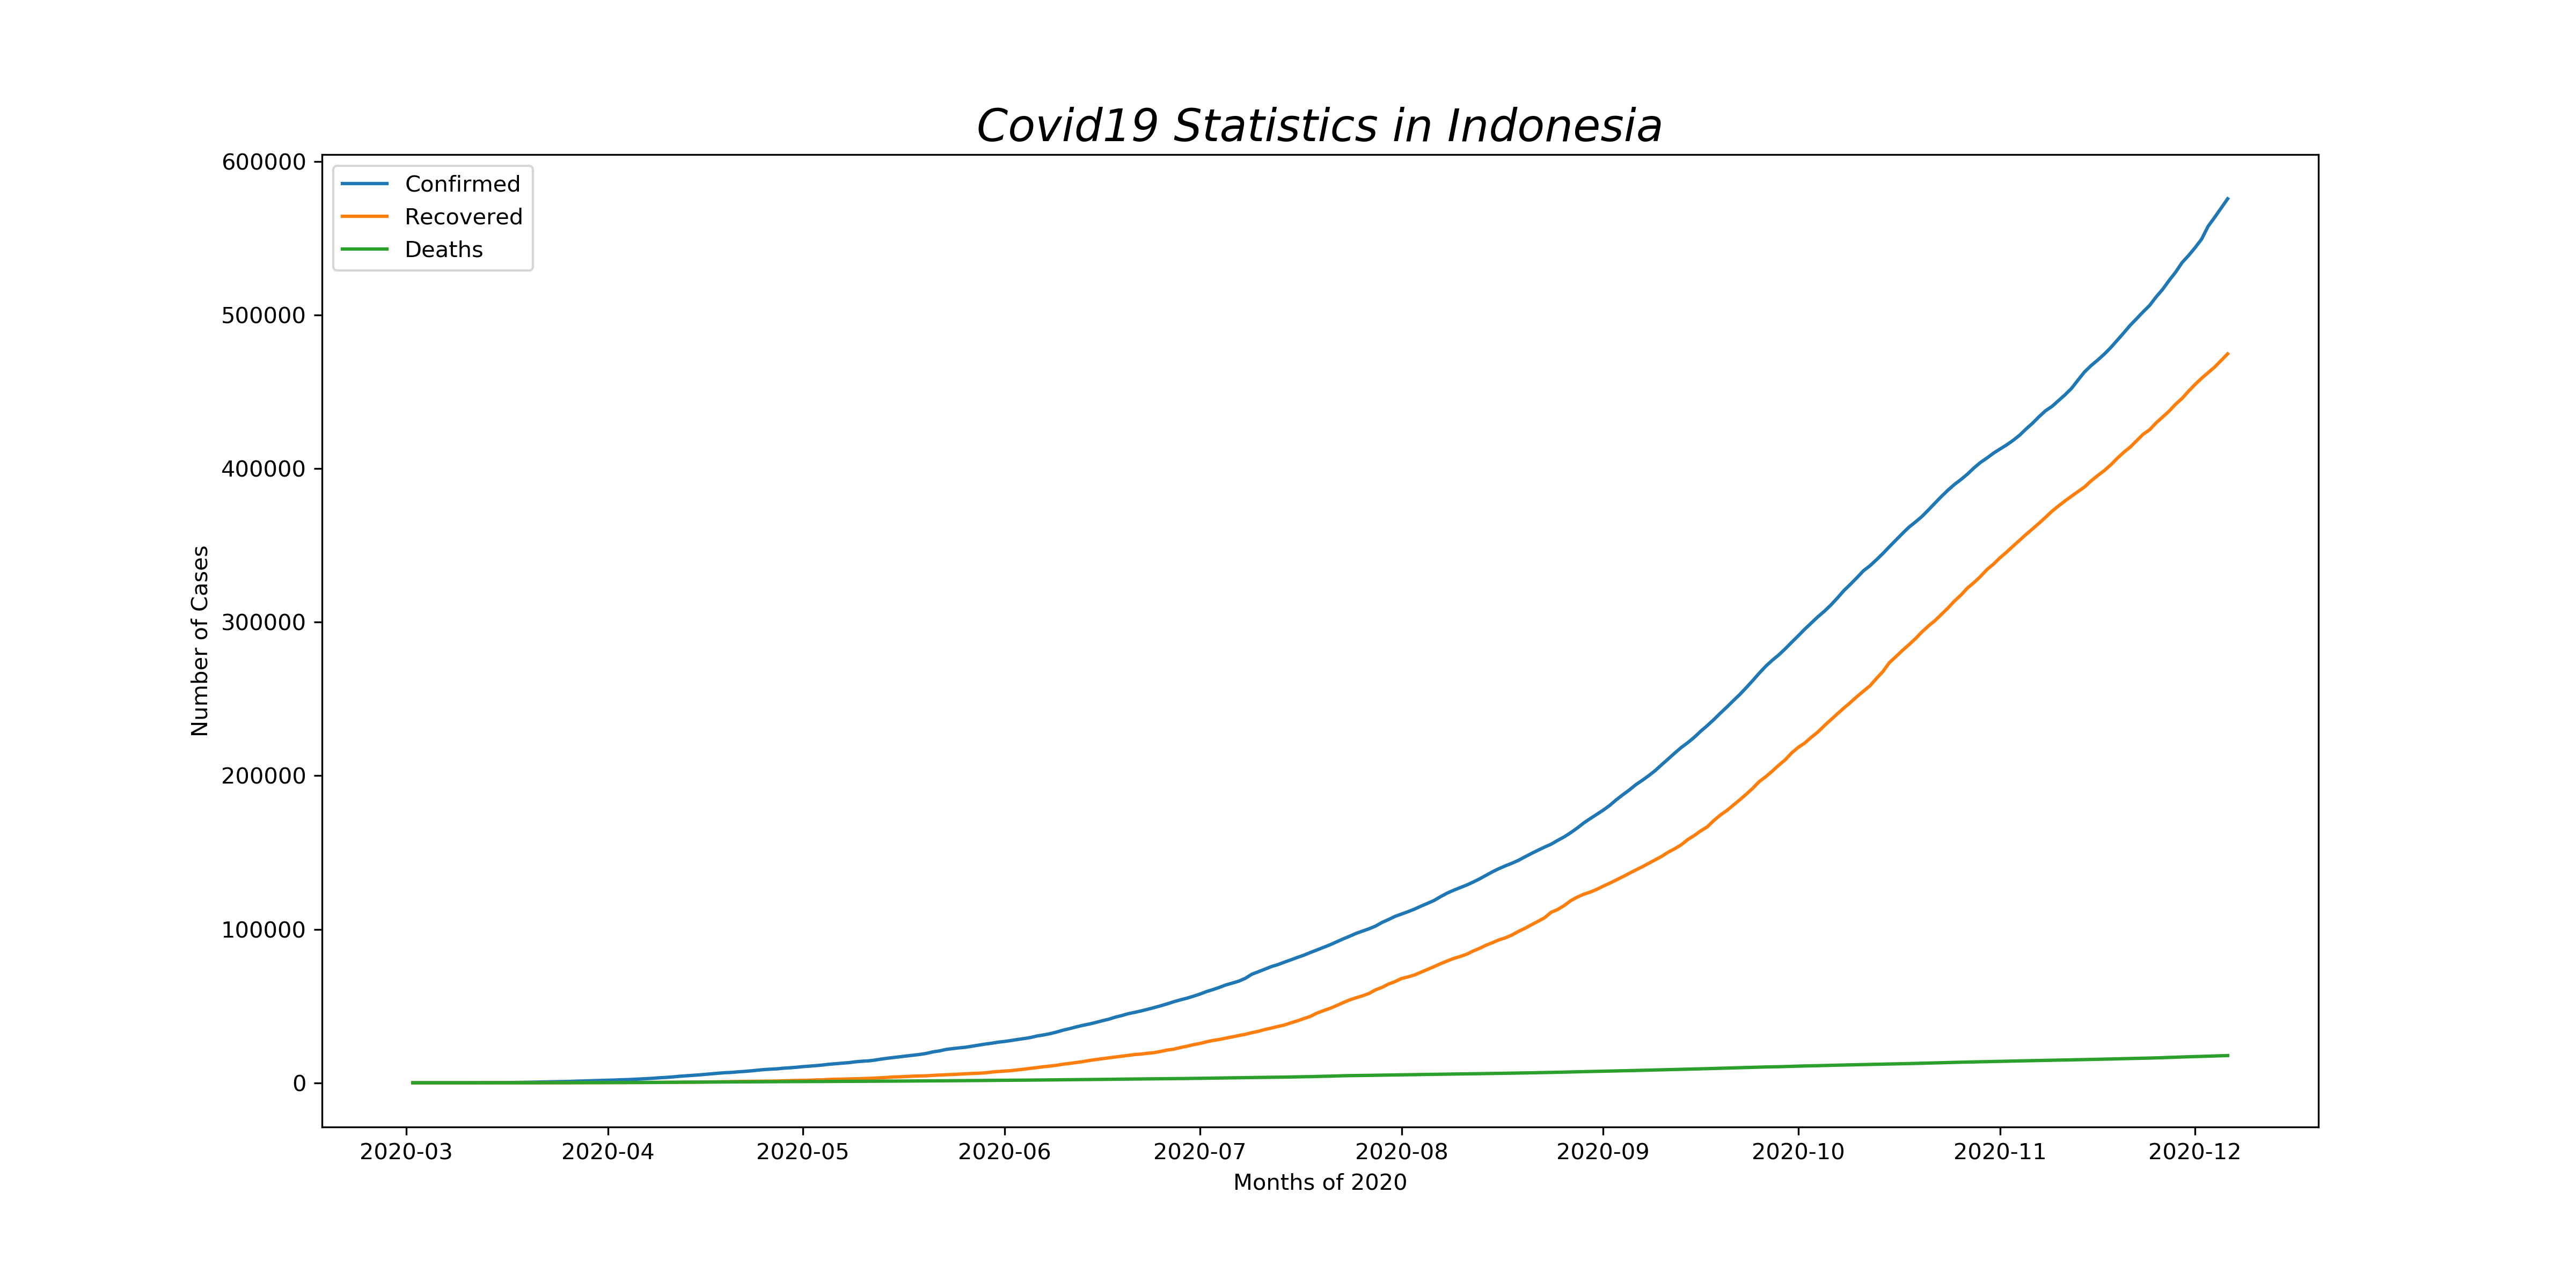 Covid19 Statistics in Indonesia
Confirmed
Recovered
Deaths
600000
500000
400000
300000
200000
100000
0
Number of Cases
2020-03 2020-04 2020-05 2020-06 2020-07 2020-08 2020-09 2020-10 2020-11 2020-12
Months of 2020